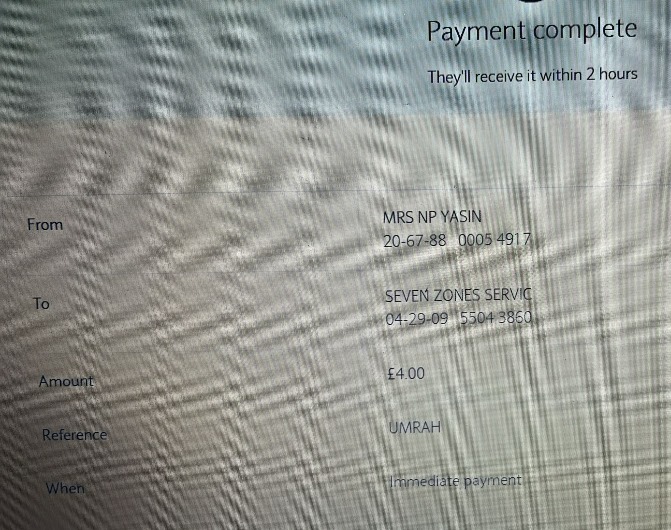 Payment complete
They'll receive it within 2 hours
From
MRS NP YASIN
20-67-88 0005 4917
To
SEVEN ZONES SERVIC
04-29-09 5504 3860
Amount
£4.00
Reference
UMRAH
When
Immediate payment